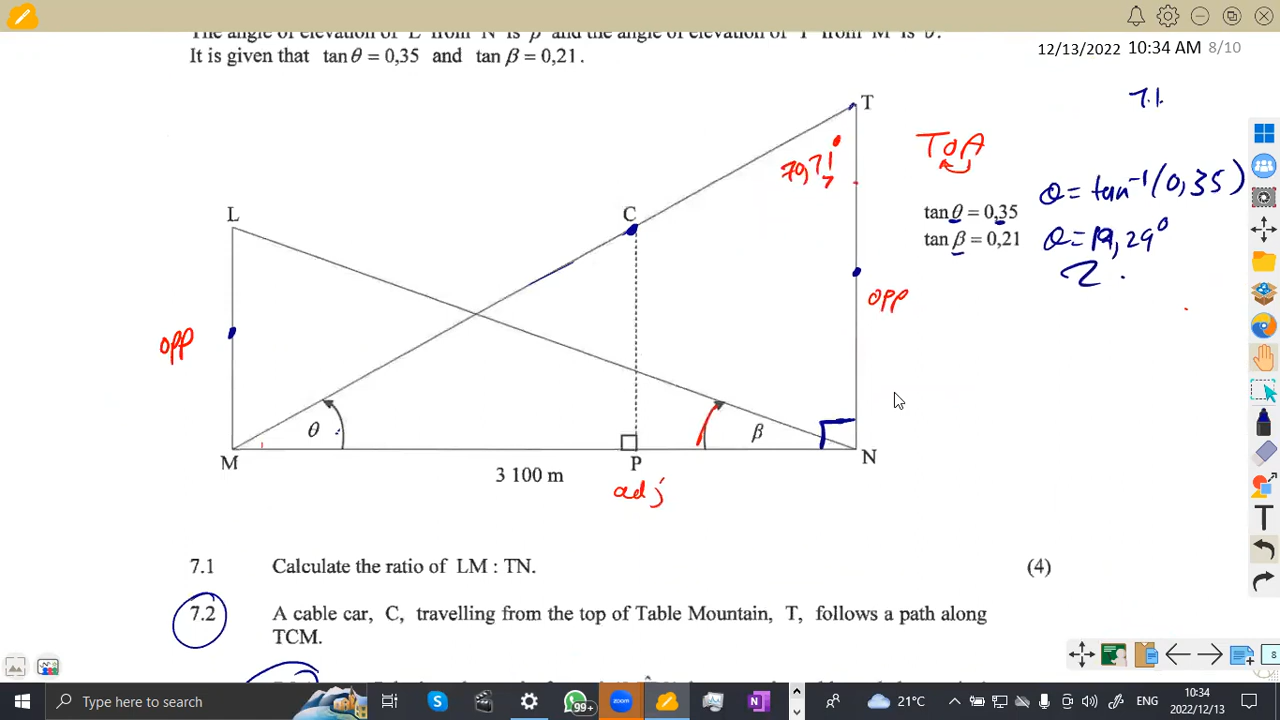 12/13/2022 10:34 AM 8/10
The angle of elevation of L from N is β and the angle of elevation of T from M is θ.
It is given that tan θ = 0,35 and tan β = 0,21.
7.1
T
TOA
70,71°
θ = tan⁻¹(0,35)
tan θ = 0,35
θ = 19,29°
tan β = 0,21
L
C
opp
opp
θ
β
M
P
N
3 100 m
adj
7.1 Calculate the ratio of LM : TN. (4)
7.2 A cable car, C, travelling from the top of Table Mountain, T, follows a path along
TCM.
T
8
Type here to search
99+
21°C
ENG
10:34
2022/12/13